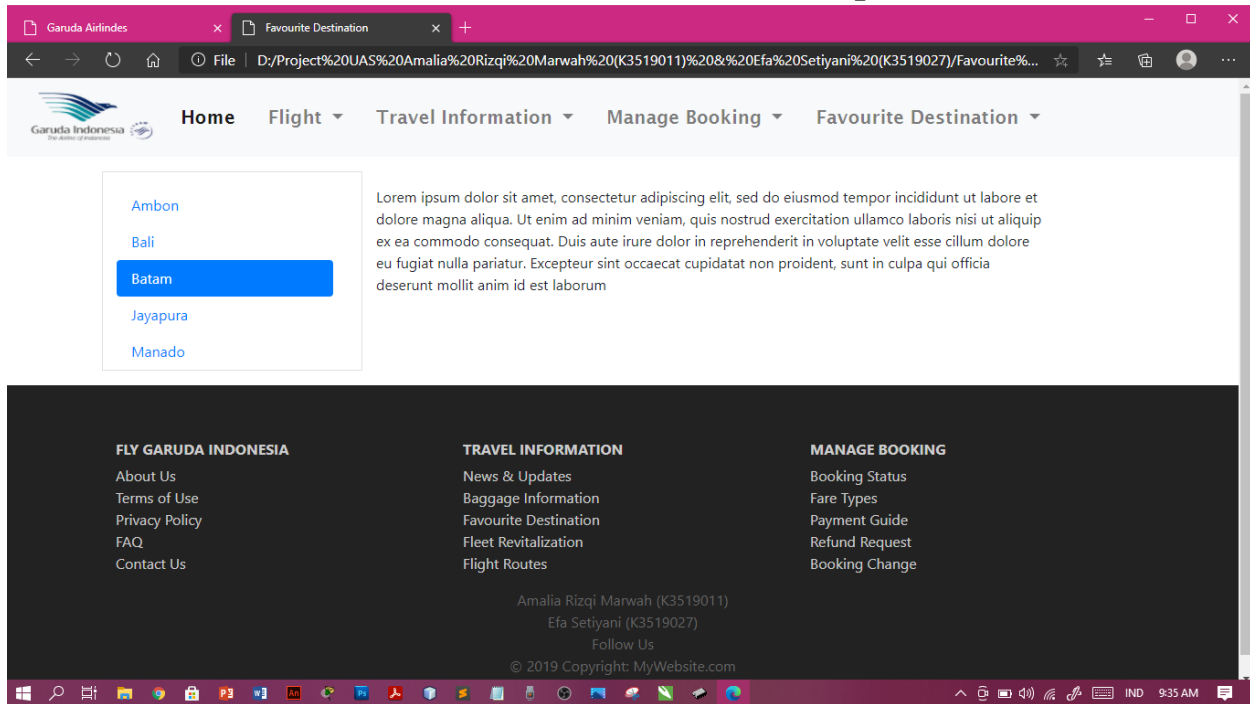 Garuda Airlindes
Favourite Destination
File D:/Project%20UAS%20Amalia%20Rizqi%20Marwah%20(K3519011)%20&%20Efa%20Setiyani%20(K3519027)/Favourite%...
Garuda Indonesia
The Airline of Indonesia
Home Flight Travel Information Manage Booking Favourite Destination
Ambon
Bali
Batam
Jayapura
Manado
Lorem ipsum dolor sit amet, consectetur adipiscing elit, sed do eiusmod tempor incididunt ut labore et
dolore magna aliqua. Ut enim ad minim veniam, quis nostrud exercitation ullamco laboris nisi ut aliquip
ex ea commodo consequat. Duis aute irure dolor in reprehenderit in voluptate velit esse cillum dolore
eu fugiat nulla pariatur. Excepteur sint occaecat cupidatat non proident, sunt in culpa qui officia
deserunt mollit anim id est laborum
FLY GARUDA INDONESIA
About Us
Terms of Use
Privacy Policy
FAQ
Contact Us
TRAVEL INFORMATION
News & Updates
Baggage Information
Favourite Destination
Fleet Revitalization
Flight Routes
MANAGE BOOKING
Booking Status
Fare Types
Payment Guide
Refund Request
Booking Change
Amalia Rizqi Marwah (K3519011)
Efa Setiyani (K3519027)
Follow Us
© 2019 Copyright: MyWebsite.com
IND 9:35 AM